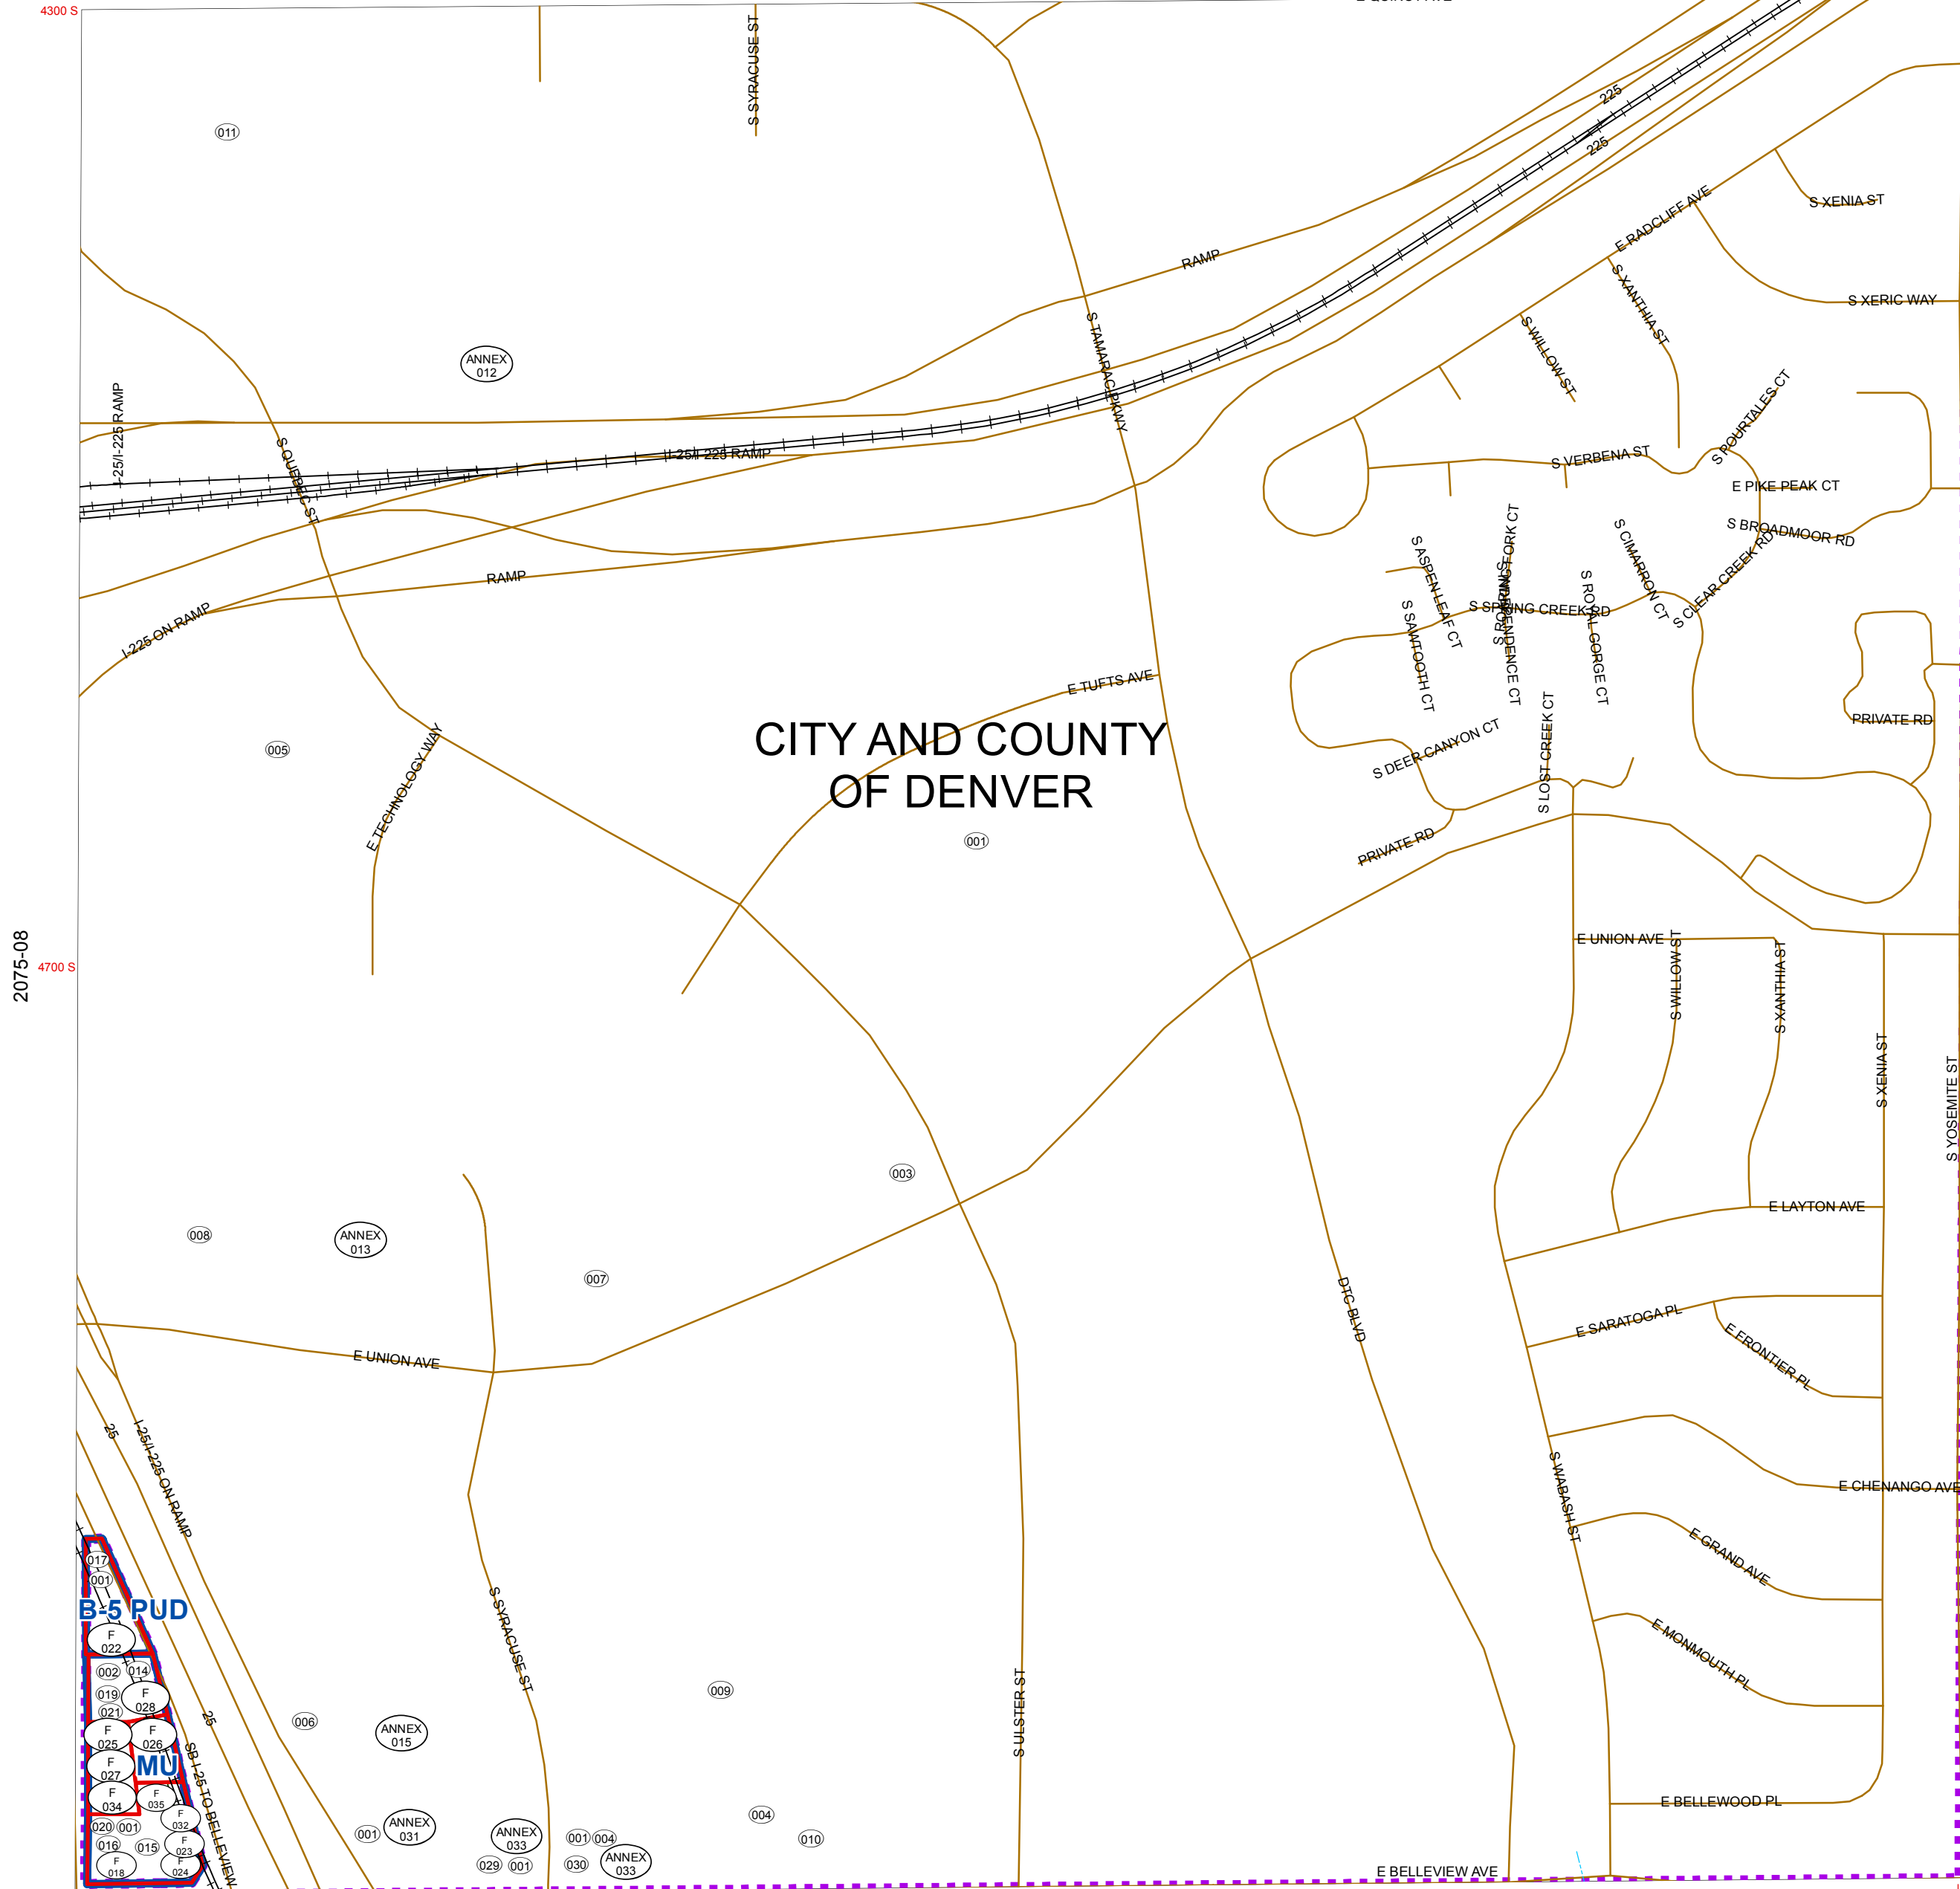 4300 S
S SYRACUSE ST
225
225
011
E RADCLIFF AVE
S XENIA ST
RAMP
S XERIC WAY
S XANTHIA ST
S WILLOW ST
S TAMARAC PKWY
ANNEX
012
I-25/I-225 RAMP
S QUEBEC ST
I-25/I-225 RAMP
S POURTALES CT
S VERBENA ST
E PIKE PEAK CT
S BROADMOOR RD
S CLEAR CREEK RD
S CIMARRON CT
S ASPEN LEAF CT
S SPRING CREEK RD
S ROYAL GORGE CT
S SAWTOOTH CT
RAMP
I-225 ON RAMP
E TUFTS AVE
S DEER CANYON CT
S LOST CREEK CT
PRIVATE RD
PRIVATE RD
005
E TECHNOLOGY WAY
CITY AND COUNTY
OF DENVER
001
2075-08
4700 S
E UNION AVE
S WILLOW ST
S XANTHIA ST
S XENIA ST
S YOSEMITE ST
003
008
ANNEX
013
007
E LAYTON AVE
DTC BLVD
E SARATOGA PL
E FRONTIER PL
E UNION AVE
25
I-25/I-225 ON RAMP
S WABASH ST
E CHENANGO AVE
E GRAND AVE
E MONMOUTH PL
S SYRACUSE ST
S ULSTER ST
017
001
B-5 PUD
F
022
002
014
019
F
028
021
F
025
F
026
MU
F
027
F
034
F
035
F
032
020
001
016
015
F
023
F
018
F
024
25
SB I-25 TO BELLEVIEW
006
ANNEX
015
009
004
010
001
ANNEX
031
ANNEX
033
001
004
029
001
030
ANNEX
033
E BELLEWOOD PL
E BELLEVIEW AVE